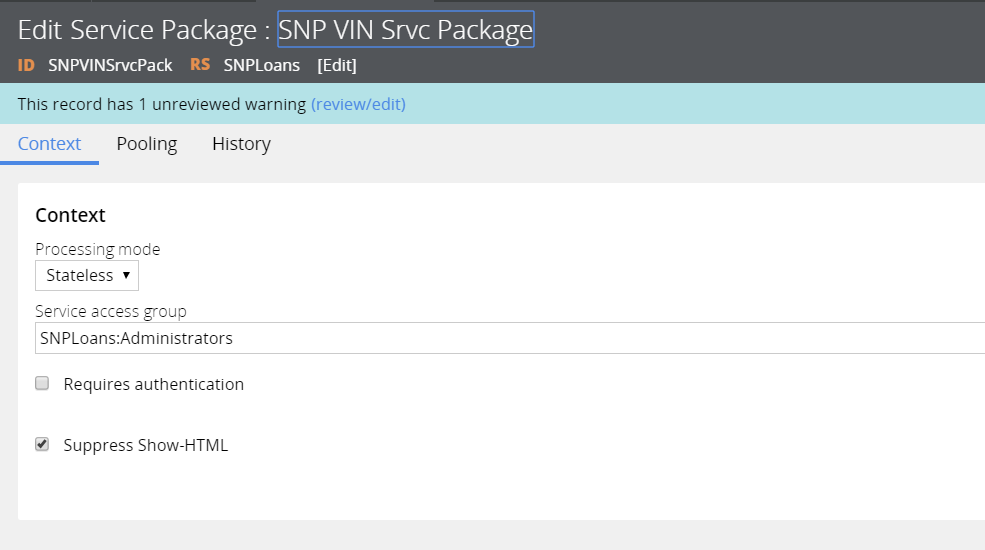 Edit Service Package : SNP VIN Srvc Package
ID SNPVINSrvcPack RS SNPLoans [Edit]
This record has 1 unreviewed warning (review/edit)
Context Pooling History
Context
Processing mode
Stateless
Service access group
SNPLoans:Administrators
Requires authentication
Suppress Show-HTML